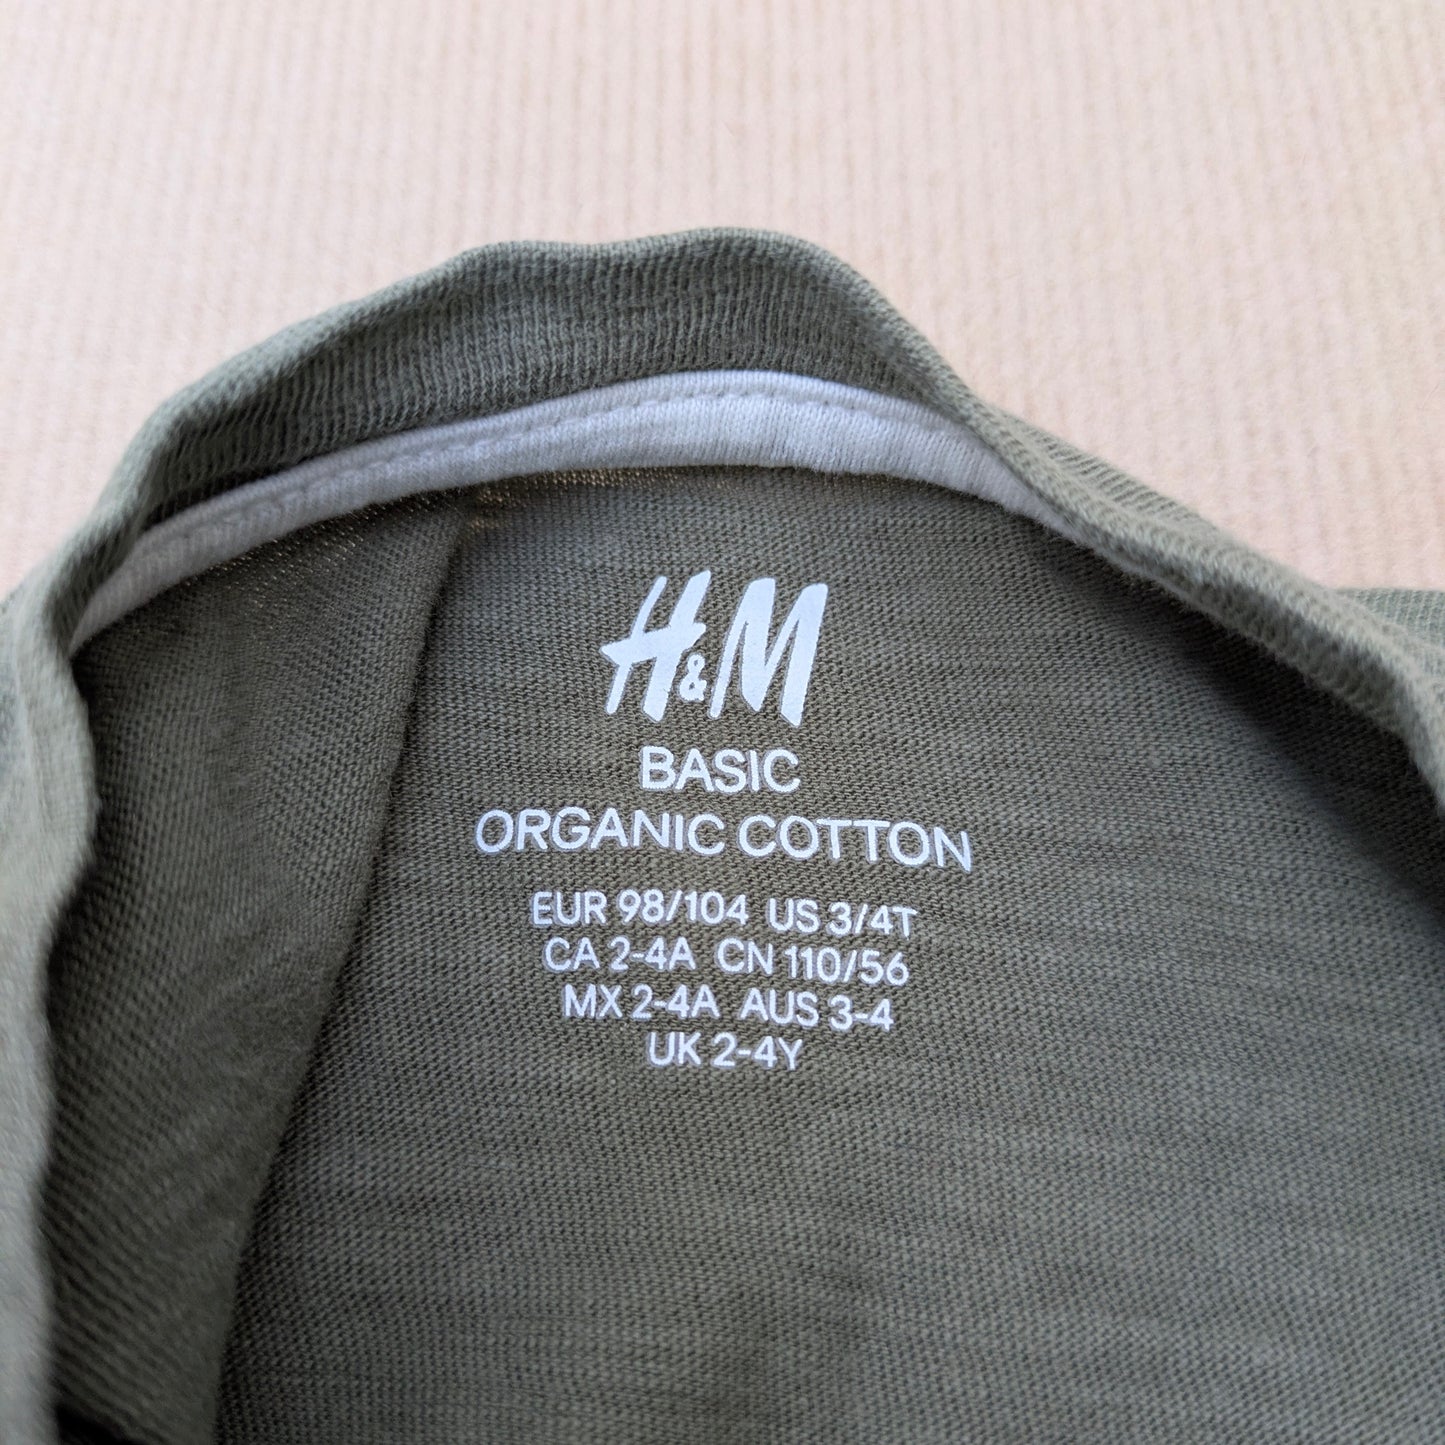 H&M
BASIC
ORGANIC COTTON
EUR 98/104 US 3/4T
CA 2-4A CN 110/56
MX 2-4A AUS 3-4
UK 2-4Y